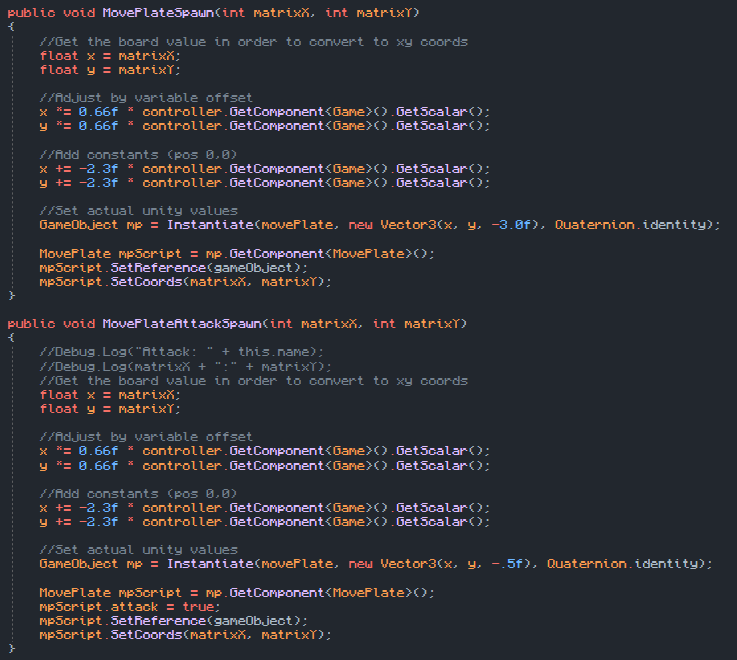 public void MovePlateSpawn(int matrixX, int matrixY)
{
//Get the board value in order to convert to xy coords
float x = matrixX;
float y = matrixY;
//Adjust by variable offset
x *= 0.66f * controller.GetComponent<Game>().GetScalar();
y *= 0.66f * controller.GetComponent<Game>().GetScalar();
//Add constants (pos 0,0)
x += -2.3f * controller.GetComponent<Game>().GetScalar();
y += -2.3f * controller.GetComponent<Game>().GetScalar();
//Set actual unity values
GameObject mp = Instantiate(movePlate, new Vector3(x, y, -3.0f), Quaternion.identity);
MovePlate mpScript = mp.GetComponent<MovePlate>();
mpScript.SetReference(gameObject);
mpScript.SetCoords(matrixX, matrixY);
}
public void MovePlateAttackSpawn(int matrixX, int matrixY)
{
//Debug.Log("Attack: " + this.name);
//Debug.Log(matrixX + ":" + matrixY);
//Get the board value in order to convert to xy coords
float x = matrixX;
float y = matrixY;
//Adjust by variable offset
x *= 0.66f * controller.GetComponent<Game>().GetScalar();
y *= 0.66f * controller.GetComponent<Game>().GetScalar();
//Add constants (pos 0,0)
x += -2.3f * controller.GetComponent<Game>().GetScalar();
y += -2.3f * controller.GetComponent<Game>().GetScalar();
//Set actual unity values
GameObject mp = Instantiate(movePlate, new Vector3(x, y, -.5f), Quaternion.identity);
MovePlate mpScript = mp.GetComponent<MovePlate>();
mpScript.attack = true;
mpScript.SetReference(gameObject);
mpScript.SetCoords(matrixX, matrixY);
}